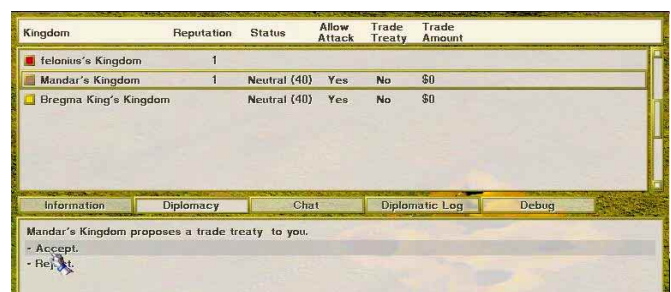 Kingdom Reputation Status Allow Attack Trade Treaty Trade Amount
felonius's Kingdom 1
Mandar's Kingdom 1 Neutral (40) Yes No $0
Bregma King's Kingdom Neutral (40) Yes No $0
Information Diplomacy Chat Diplomatic Log Debug
Mandar's Kingdom proposes a trade treaty to you.
- Accept.
- Reject.